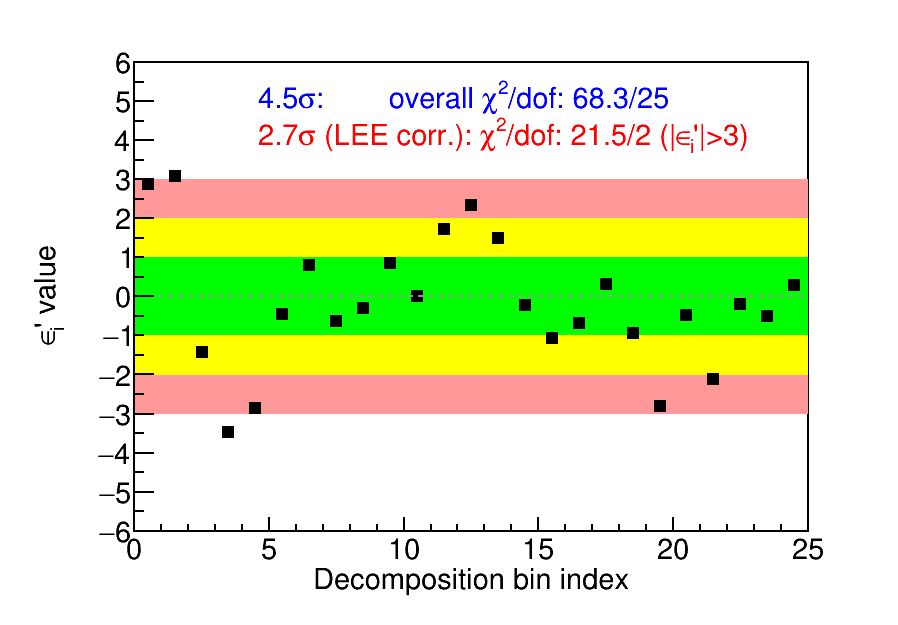 4.5σ: overall χ²/dof: 68.3/25
2.7σ (LEE corr.): χ²/dof: 21.5/2 (|ϵᵢ'|>3)
6
5
4
3
2
1
0
−1
−2
−3
−4
−5
−6
ϵᵢ' value
0 5 10 15 20 25
Decomposition bin index